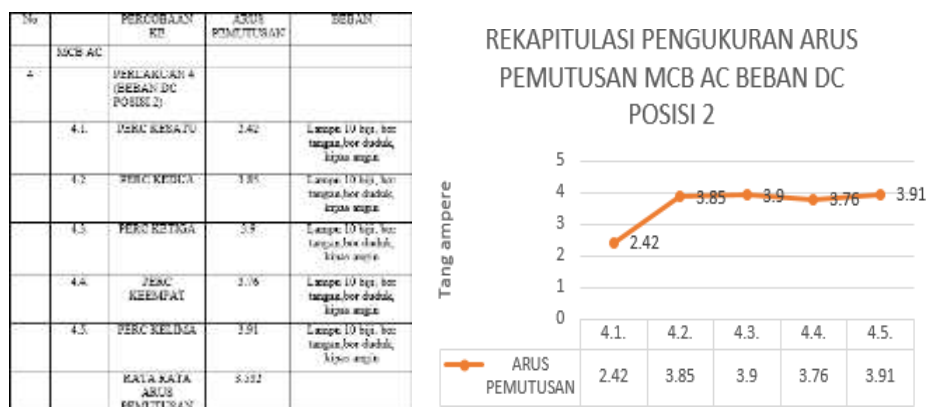 No PERCOBAAN KE ARUS PEMUTUSAN BEBAN
MCB AC
4 PERLAKUAN 4
(BEBAN DC
POSISI 2)
4.1. PERC KESATU 2.42 Lampu 10 biji, bor
tangan,bor duduk,
kipas angin
4.2 PERC KEDUA 3.85 Lampu 10 biji, bor
tangan,bor duduk,
kipas angin
4.3. PERC KETIGA 3.9 Lampu 10 biji, bor
tangan,bor duduk,
kipas angin
4.4. PERC KEEMPAT 3.76 Lampu 10 biji, bor
tangan,bor duduk,
kipas angin
4.5. PERC KELIMA 3.91 Lampu 10 biji, bor
tangan,bor duduk,
kipas angin
RATA RATA ARUS PEMUTUSAN
REKAPITULASI PENGUKURAN ARUS
PEMUTUSAN MCB AC BEBAN DC
POSISI 2
Tang ampere
5
4
3
2
1
0
2.42 3.85 3.9 3.76 3.91
4.1. 4.2. 4.3. 4.4. 4.5.
ARUS PEMUTUSAN 2.42 3.85 3.9 3.76 3.91